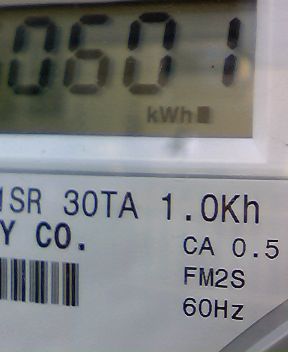 0601
kWh
1SR 30TA 1.0Kh
Y CO.
CA 0.5
FM2S
60Hz